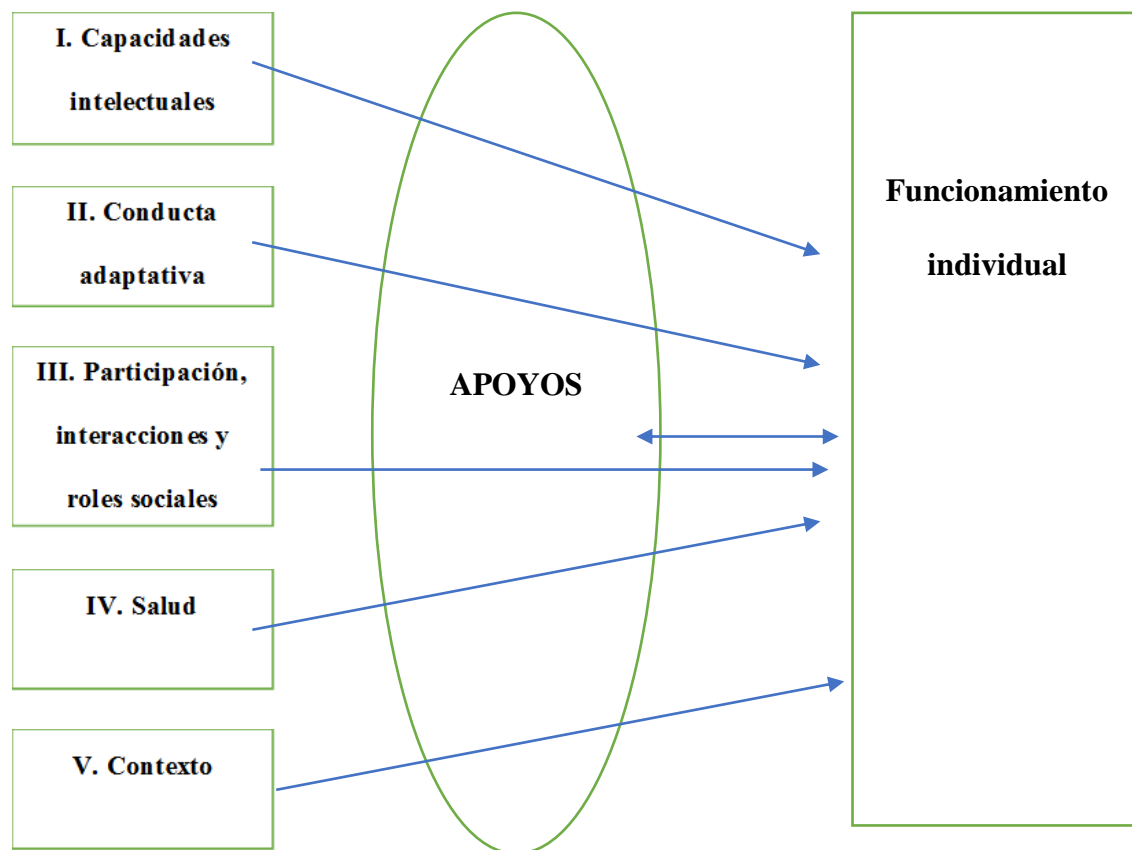 I. Capacidades
intelectuales
II. Conducta
adaptativa
III. Participación,
interacciones y
roles sociales
IV. Salud
V. Contexto
APOYOS
Funcionamiento
individual